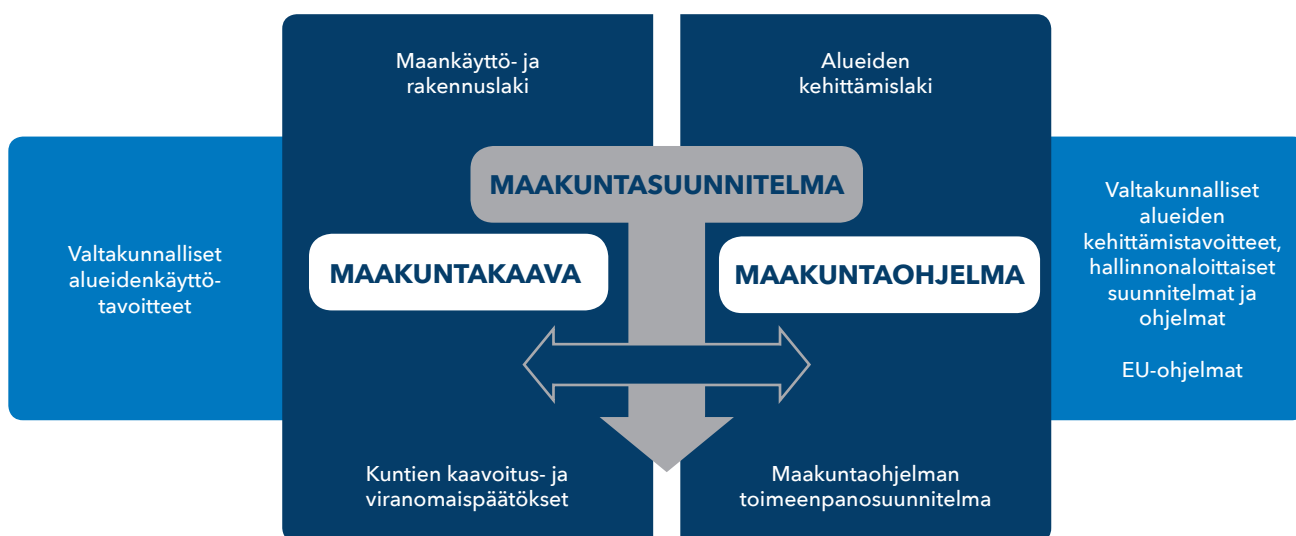 Maankäyttö- ja
rakennuslaki
Alueiden
kehittämislaki
MAAKUNTASUUNNITELMA
Valtakunnalliset
alueidenkäyttö-
tavoitteet
MAAKUNTAKAAVA
MAAKUNTAOHJELMA
Valtakunnalliset
alueiden
kehittämistavoitteet,
hallinnonaloittaiset
suunnitelmat ja
ohjelmat
EU-ohjelmat
Kuntien kaavoitus- ja
viranomaispäätökset
Maakuntaohjelman
toimeenpanosuunnitelma